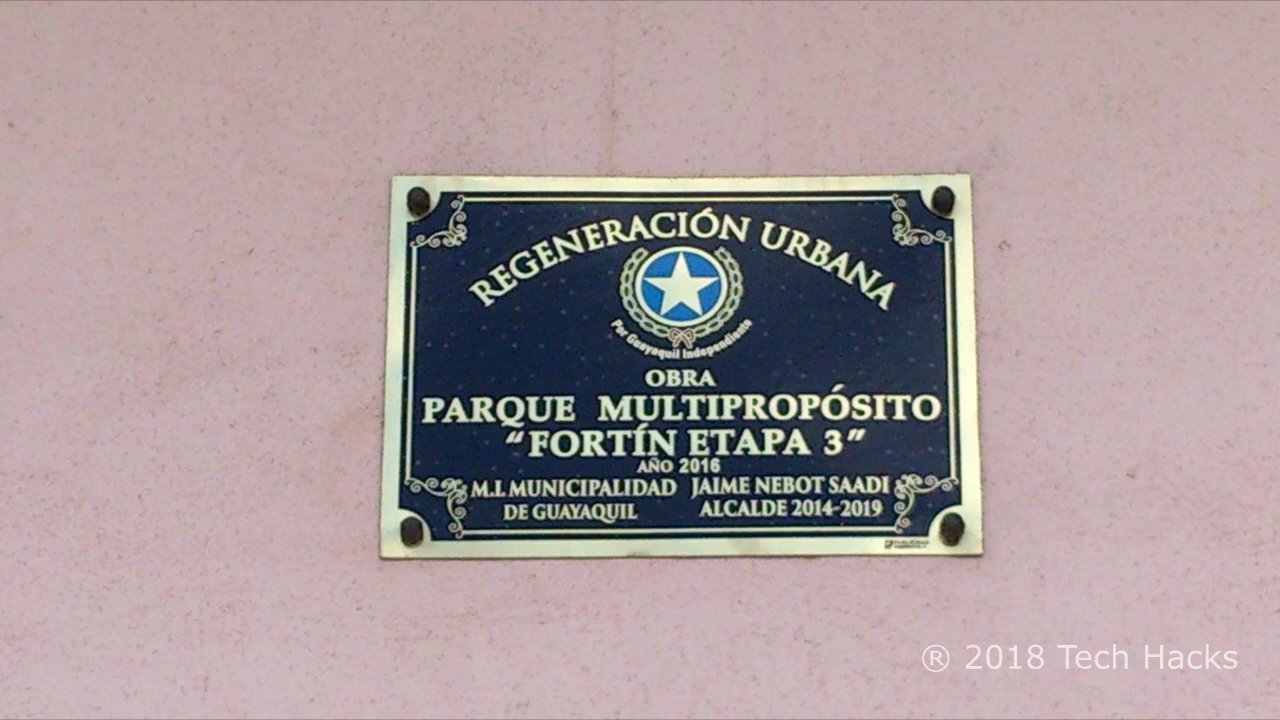 REGENERACIÓN URBANA
Por Guayaquil Independiente
OBRA
PARQUE MULTIPROPÓSITO
“FORTÍN ETAPA 3”
AÑO 2016
M.I. MUNICIPALIDAD JAIME NEBOT SAADI
DE GUAYAQUIL ALCALDE 2014-2019
® 2018 Tech Hacks